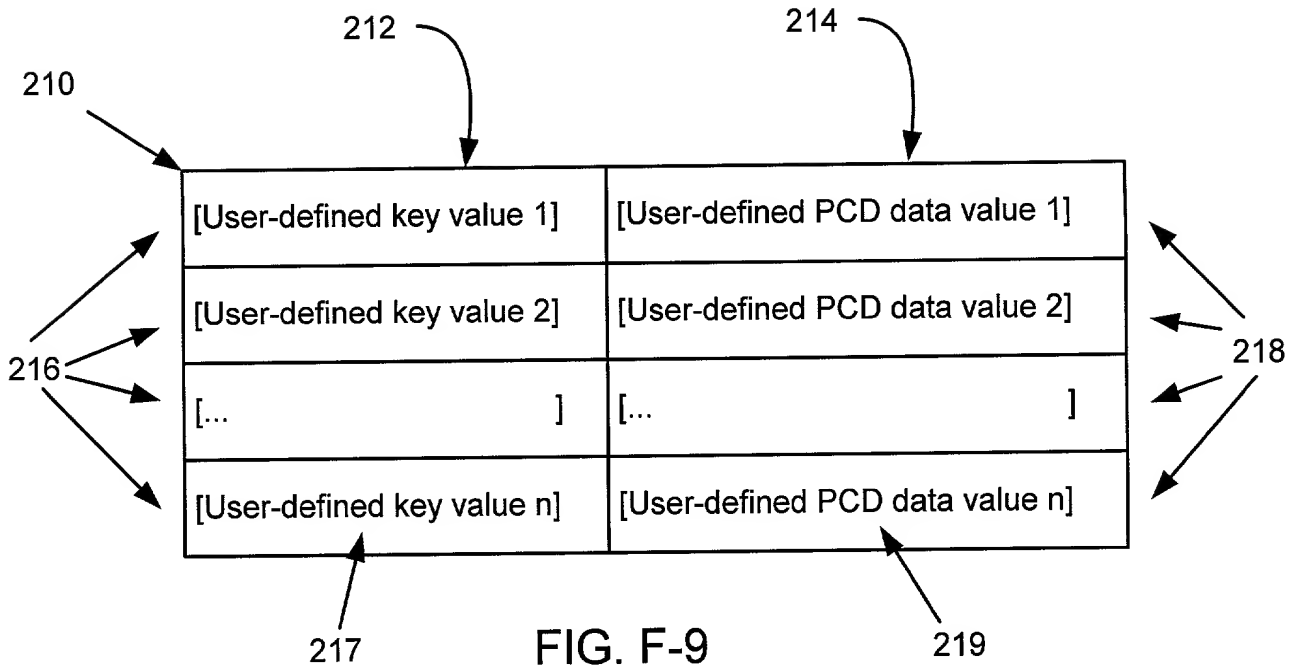 212
214
210
[User-defined key value 1] [User-defined PCD data value 1]
[User-defined key value 2] [User-defined PCD data value 2]
216
218
[... ] [... ]
[User-defined key value n] [User-defined PCD data value n]
217
FIG. F-9
219